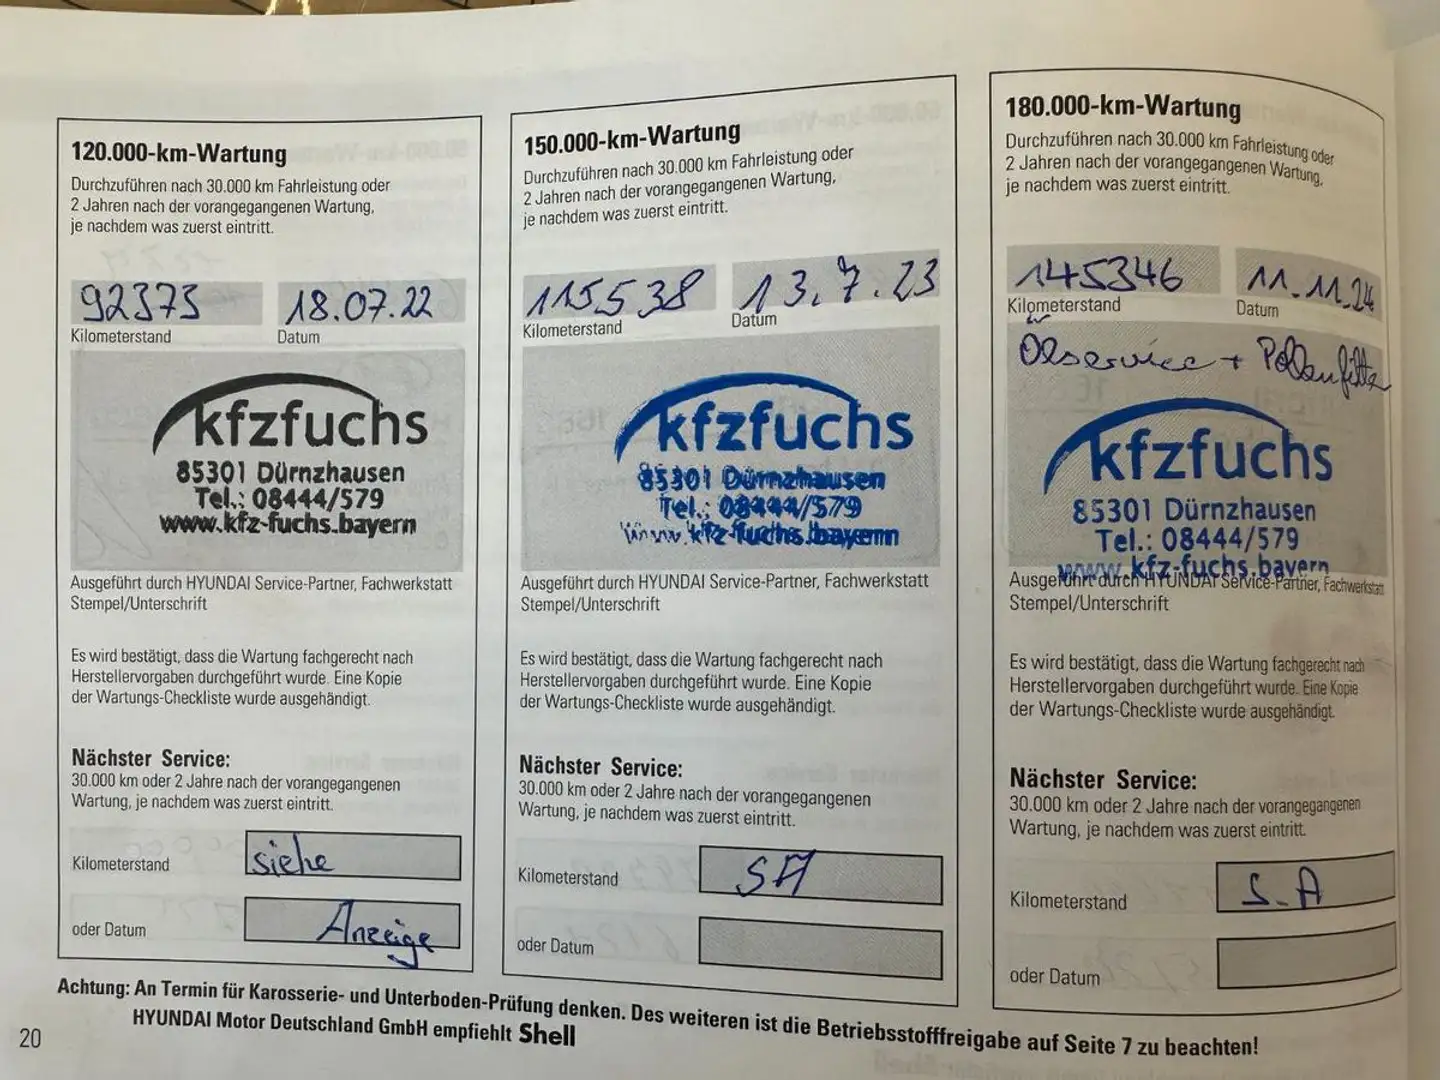 120.000-km-Wartung
Durchzuführen nach 30.000 km Fahrleistung oder
2 Jahren nach der vorangegangenen Wartung,
je nachdem was zuerst eintritt.
92373
18.07.22
Kilometerstand
Datum
kfzfuchs
85301 Dürnzhausen
Tel.: 08444/579
www.kfz-fuchs.bayern
Ausgeführt durch HYUNDAI Service-Partner, Fachwerkstatt
Stempel/Unterschrift
Es wird bestätigt, dass die Wartung fachgerecht nach
Herstellervorgaben durchgeführt wurde. Eine Kopie
der Wartungs-Checkliste wurde ausgehändigt.
Nächster Service:
30.000 km oder 2 Jahre nach der vorangegangenen
Wartung, je nachdem was zuerst eintritt.
Kilometerstand
siehe
oder Datum
Anzeige
150.000-km-Wartung
Durchzuführen nach 30.000 km Fahrleistung oder
2 Jahren nach der vorangegangenen Wartung,
je nachdem was zuerst eintritt.
115538
13.7.23
Kilometerstand
Datum
kfzfuchs
85301 Dürnzhausen
Tel.: 08444/579
www.kfz-fuchs.bayern
Ausgeführt durch HYUNDAI Service-Partner, Fachwerkstatt
Stempel/Unterschrift
Es wird bestätigt, dass die Wartung fachgerecht nach
Herstellervorgaben durchgeführt wurde. Eine Kopie
der Wartungs-Checkliste wurde ausgehändigt.
Nächster Service:
30.000 km oder 2 Jahre nach der vorangegangenen
Wartung, je nachdem was zuerst eintritt.
Kilometerstand
SA
oder Datum
180.000-km-Wartung
Durchzuführen nach 30.000 km Fahrleistung oder
2 Jahren nach der vorangegangenen Wartung,
je nachdem was zuerst eintritt.
145346
11.11.24
Kilometerstand
Datum
Ölservice + Pollenfilter
kfzfuchs
85301 Dürnzhausen
Tel.: 08444/579
www.kfz-fuchs.bayern
Ausgeführt durch HYUNDAI Service-Partner, Fachwerkstatt
Stempel/Unterschrift
Es wird bestätigt, dass die Wartung fachgerecht nach
Herstellervorgaben durchgeführt wurde. Eine Kopie
der Wartungs-Checkliste wurde ausgehändigt.
Nächster Service:
30.000 km oder 2 Jahre nach der vorangegangenen
Wartung, je nachdem was zuerst eintritt.
Kilometerstand
S.A
oder Datum
Achtung: An Termin für Karosserie- und Unterboden-Prüfung denken. Des weiteren ist die Betriebsstofffreigabe auf Seite 7 zu beachten!
HYUNDAI Motor Deutschland GmbH empfiehlt Shell
20